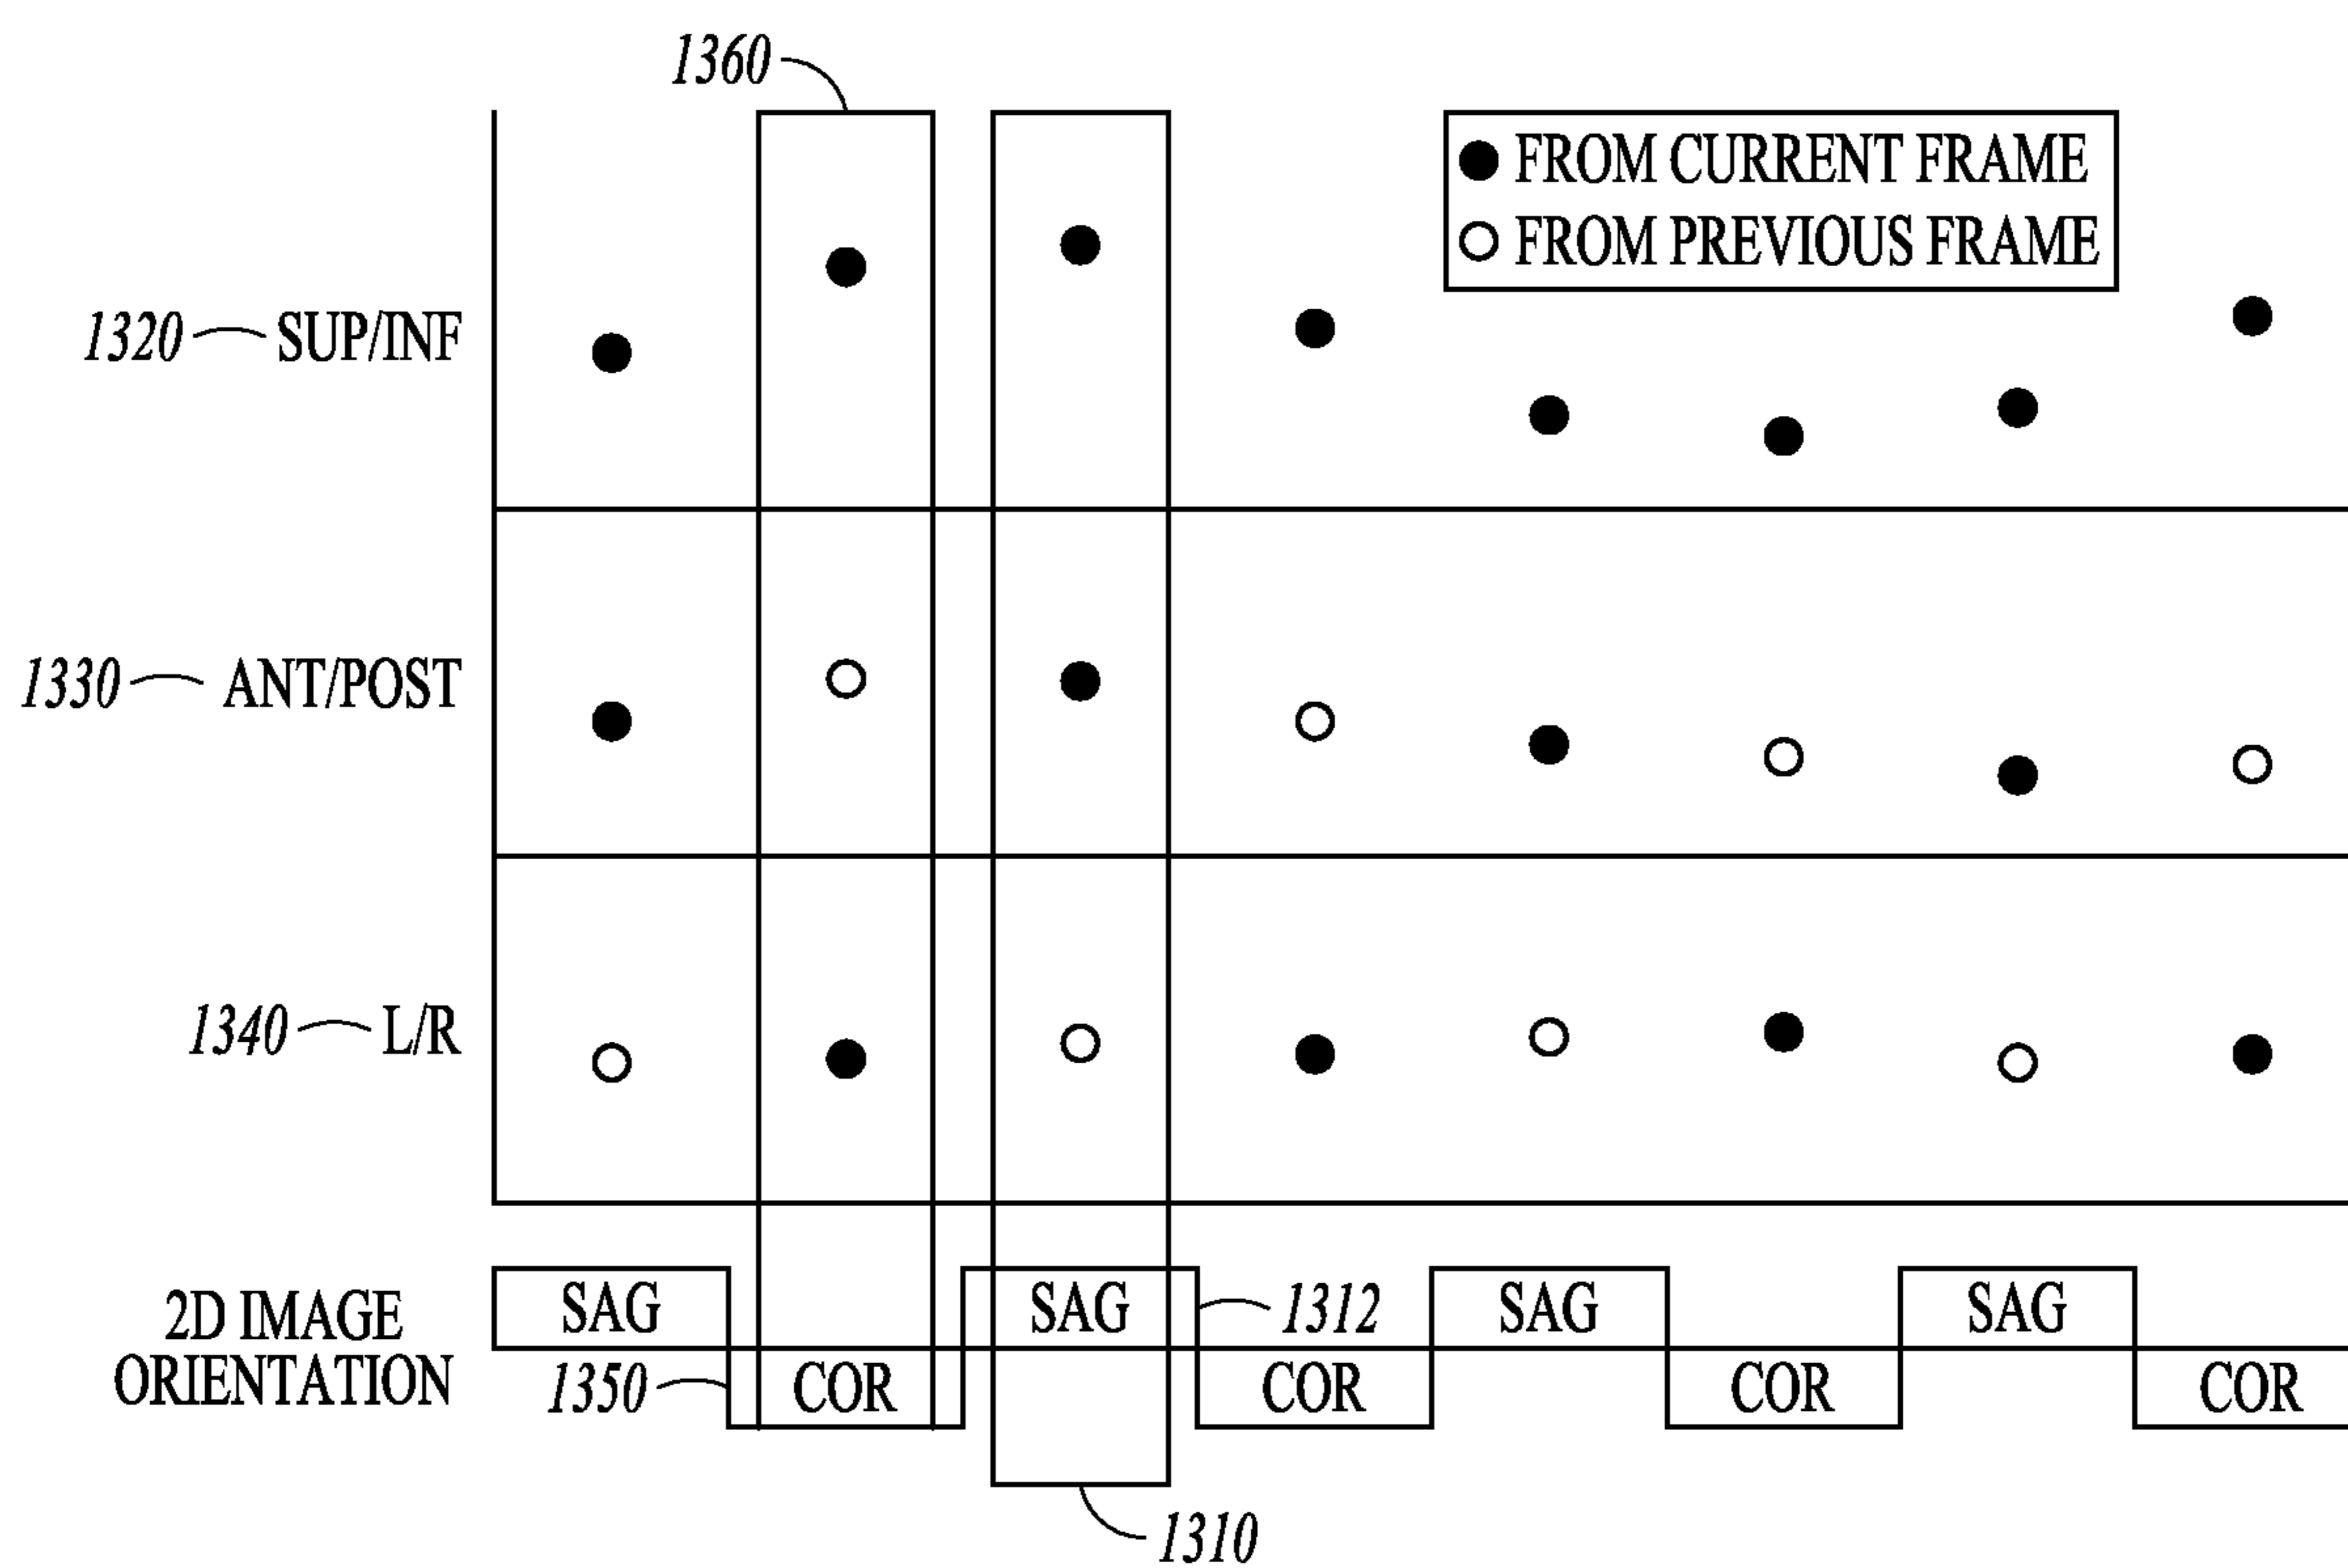 1360
FROM CURRENT FRAME
FROM PREVIOUS FRAME
1320 SUP/INF
1330 ANT/POST
1340 L/R
2D IMAGE
ORIENTATION
SAG SAG 1312 SAG SAG
1350 COR COR COR COR
1310